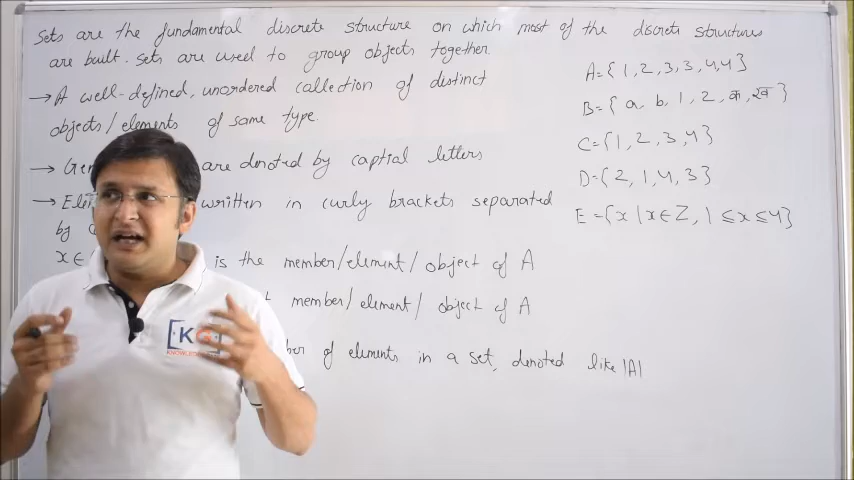 Sets are the fundamental discrete structure on which most of the discrete structures
are built. Sets are used to group objects together
→ A well-defined, unordered collection of distinct
objects/elements of same type.
→ are denoted by captial letters
→ written in curly brackets separated
by
x∈ is the member/element/object of A
member/element/object of A
of elements in a set, denoted like |A|
A={1,2,3,3,4,4}
B={a, b, 1, 2, क, ख}
C={1,2,3,4}
D={2,1,4,3}
E={x|x∈Z, 1≤x≤4}
KG